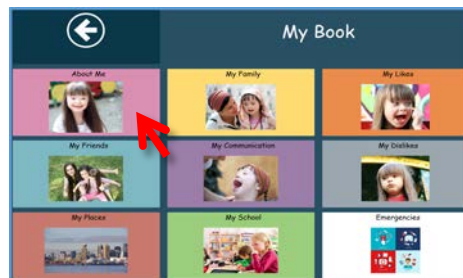 My Book
About Me
My Family
My Likes
My Friends
My Communication
My Dislikes
My Places
My School
Emergencies